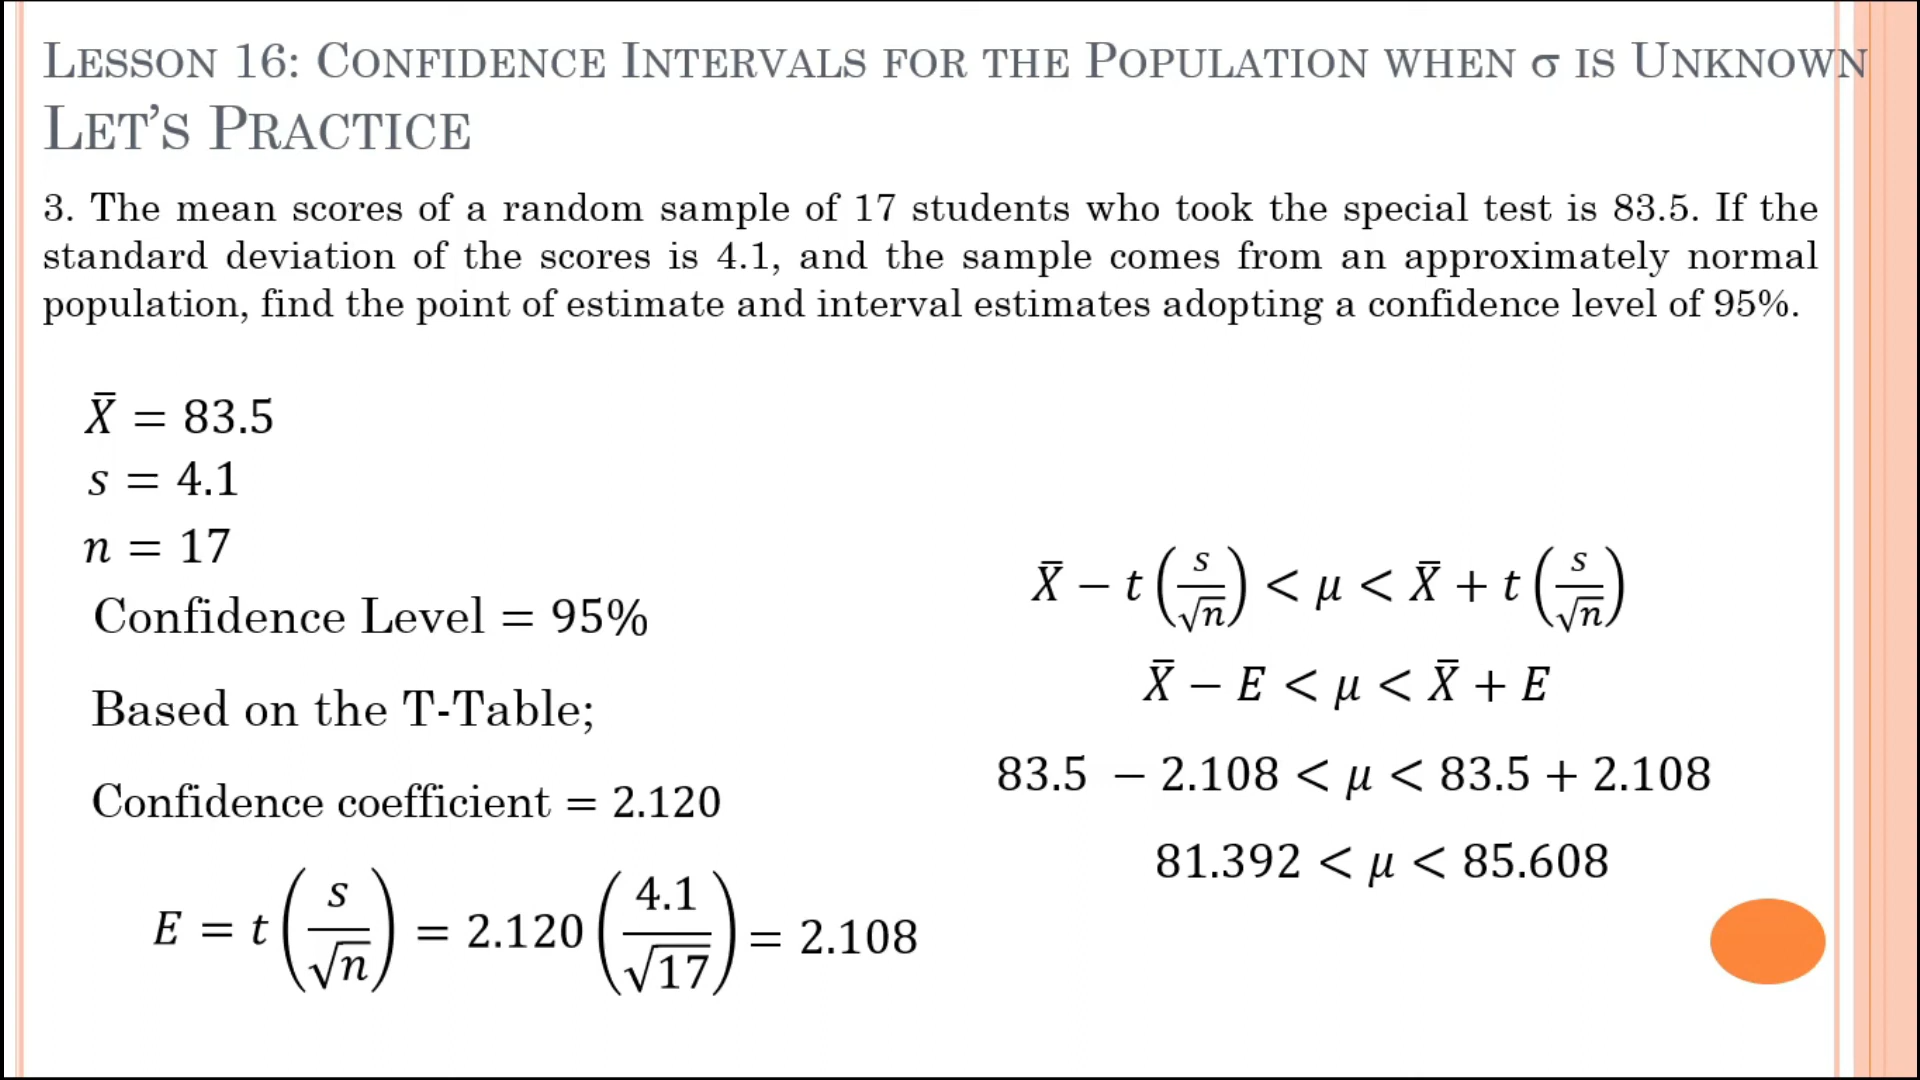 LESSON 16: CONFIDENCE INTERVALS FOR THE POPULATION WHEN σ IS UNKNOWN
LET’S PRACTICE
3. The mean scores of a random sample of 17 students who took the special test is 83.5. If the
standard deviation of the scores is 4.1, and the sample comes from an approximately normal
population, find the point of estimate and interval estimates adopting a confidence level of 95%.
X̄ = 83.5
s = 4.1
n = 17
Confidence Level = 95%
Based on the T-Table;
Confidence coefficient = 2.120
E = t(s/√n) = 2.120(4.1/√17) = 2.108
X̄ − t(s/√n) < μ < X̄ + t(s/√n)
X̄ − E < μ < X̄ + E
83.5 − 2.108 < μ < 83.5 + 2.108
81.392 < μ < 85.608